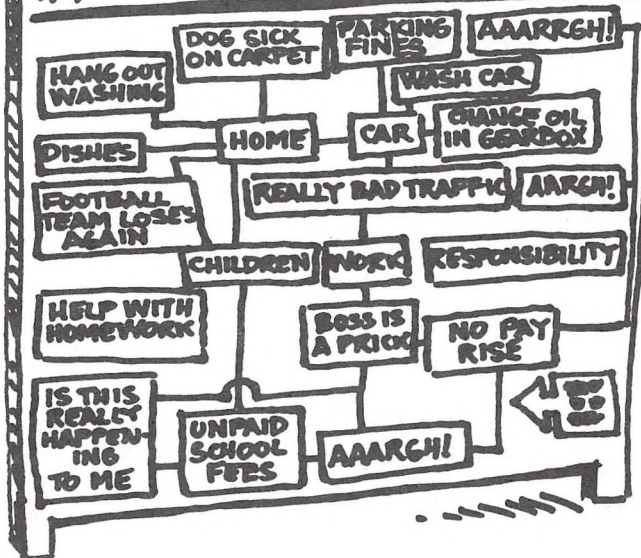 DOG SICK
ON CARPET
PARKING
FINES
AAARRGH!
HANG OUT
WASHING
WASH CAR
HOME
CAR
CHANGE OIL
IN GEARBOX
DISHES
FOOTBALL
TEAM LOSES
AGAIN
REALLY BAD TRAFFIC
AARGH!
CHILDREN
WORK
RESPONSIBILITY
HELP WITH
HOMEWORK
BOSS IS
A PRICK
NO PAY
RISE
IS THIS
REALLY
HAPPEN-
ING
TO ME
UNPAID
SCHOOL
FEES
AAARGH!